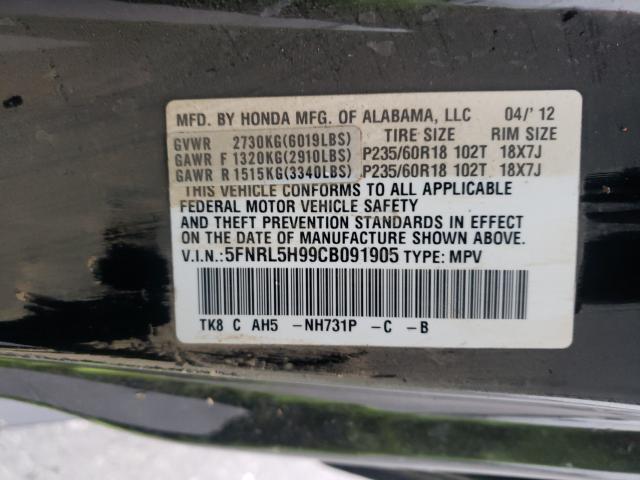 MFD. BY HONDA MFG. OF ALABAMA, LLC 04/' 12
GVWR 2730KG(6019LBS) TIRE SIZE RIM SIZE
GAWR F 1320KG(2910LBS) P235/60R18 102T 18X7J
GAWR R 1515KG(3340LBS) P235/60R18 102T 18X7J
THIS VEHICLE CONFORMS TO ALL APPLICABLE
FEDERAL MOTOR VEHICLE SAFETY
AND THEFT PREVENTION STANDARDS IN EFFECT
ON THE DATE OF MANUFACTURE SHOWN ABOVE.
V.I.N.:5FNRL5H99CB091905 TYPE: MPV
TK8 C AH5 -NH731P -C -B